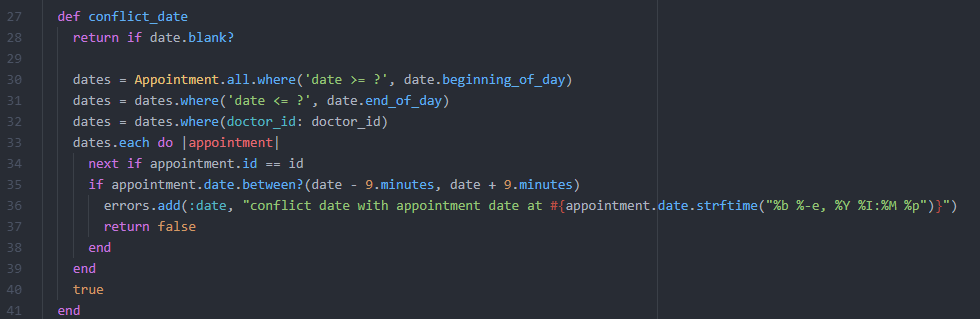 27 def conflict_date
28   return if date.blank?
29
30   dates = Appointment.all.where('date >= ?', date.beginning_of_day)
31   dates = dates.where('date <= ?', date.end_of_day)
32   dates = dates.where(doctor_id: doctor_id)
33   dates.each do |appointment|
34     next if appointment.id == id
35     if appointment.date.between?(date - 9.minutes, date + 9.minutes)
36       errors.add(:date, "conflict date with appointment date at #{appointment.date.strftime("%b %-e, %Y %I:%M %p")}")
37       return false
38     end
39   end
40   true
41 end